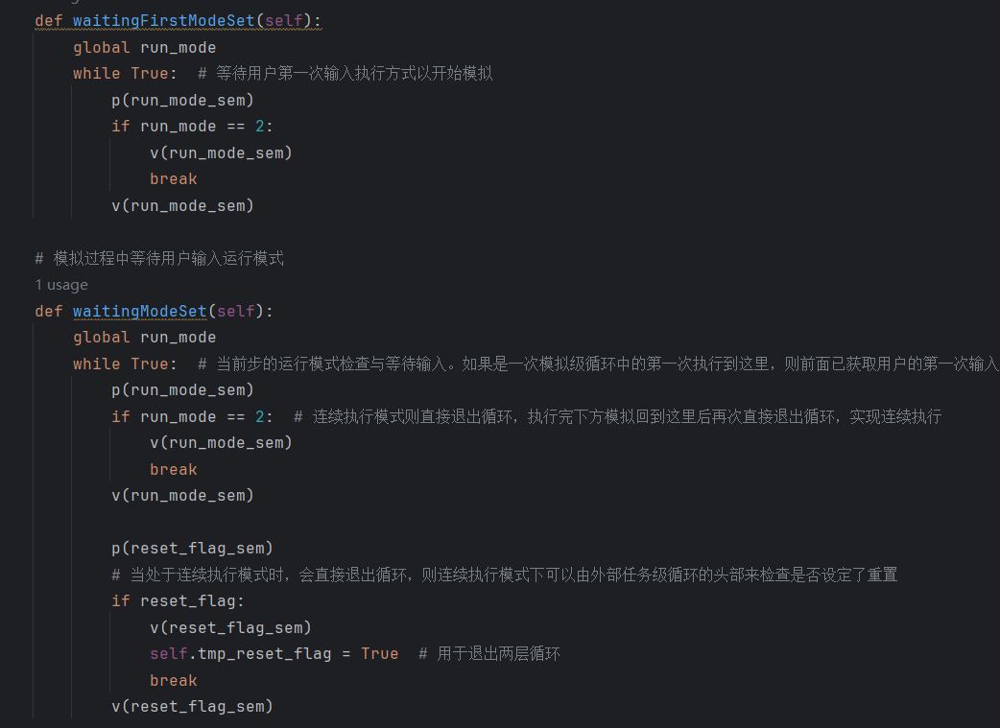 def waitingFirstModeSet(self):
global run_mode
while True:  # 等待用户第一次输入执行方式以开始模拟
p(run_mode_sem)
if run_mode == 2:
v(run_mode_sem)
break
v(run_mode_sem)
# 模拟过程中等待用户输入运行模式
1 usage
def waitingModeSet(self):
global run_mode
while True:  # 当前步的运行模式检查与等待输入。如果是一次模拟级循环中的第一次执行到这里，则前面已获取用户的第一次输入
p(run_mode_sem)
if run_mode == 2:  # 连续执行模式则直接退出循环，执行完下方模拟回到这里后再次直接退出循环，实现连续执行
v(run_mode_sem)
break
v(run_mode_sem)
p(reset_flag_sem)
# 当处于连续执行模式时，会直接退出循环，则连续执行模式下可以由外部任务级循环的头部来检查是否设定了重置
if reset_flag:
v(reset_flag_sem)
self.tmp_reset_flag = True  # 用于退出两层循环
break
v(reset_flag_sem)